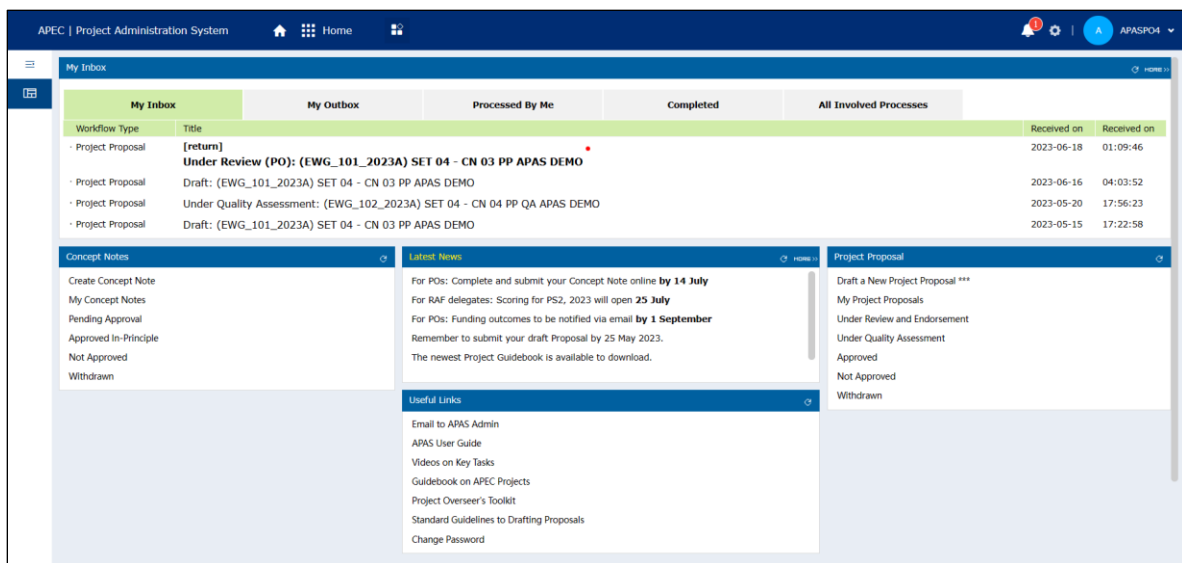 APEC | Project Administration System
Home
1
A
APASPO4
My Inbox
HOME >>
My Inbox My Outbox Processed By Me Completed All Involved Processes
Workflow Type Title Received on Received on
· Project Proposal [return] 2023-06-18 01:09:46
Under Review (PO): (EWG_101_2023A) SET 04 - CN 03 PP APAS DEMO
· Project Proposal Draft: (EWG_101_2023A) SET 04 - CN 03 PP APAS DEMO 2023-06-16 04:03:52
· Project Proposal Under Quality Assessment: (EWG_102_2023A) SET 04 - CN 04 PP QA APAS DEMO 2023-05-20 17:56:23
· Project Proposal Draft: (EWG_101_2023A) SET 04 - CN 03 PP APAS DEMO 2023-05-15 17:22:58
Concept Notes
Create Concept Note
My Concept Notes
Pending Approval
Approved In-Principle
Not Approved
Withdrawn
Latest News
HOME >>
For POs: Complete and submit your Concept Note online by 14 July
For RAF delegates: Scoring for PS2, 2023 will open 25 July
For POs: Funding outcomes to be notified via email by 1 September
Remember to submit your draft Proposal by 25 May 2023.
The newest Project Guidebook is available to download.
Useful Links
Email to APAS Admin
APAS User Guide
Videos on Key Tasks
Guidebook on APEC Projects
Project Overseer's Toolkit
Standard Guidelines to Drafting Proposals
Change Password
Project Proposal
Draft a New Project Proposal ***
My Project Proposals
Under Review and Endorsement
Under Quality Assessment
Approved
Not Approved
Withdrawn